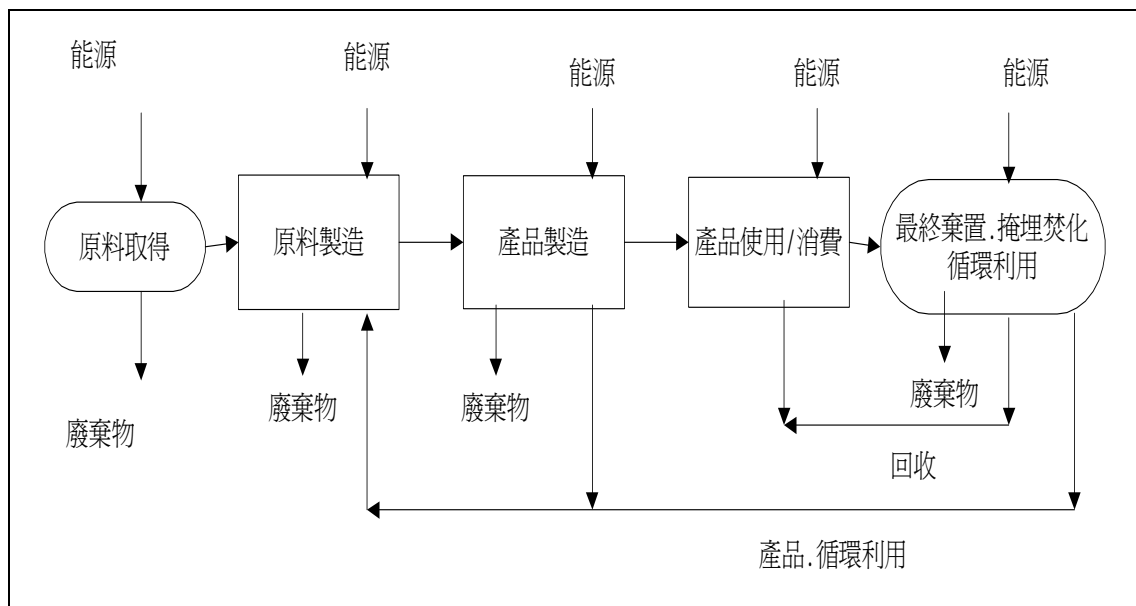 能源
能源
能源
能源
能源
原料取得
原料製造
產品製造
產品使用/消費
最終棄置.掩埋焚化
循環利用
廢棄物
廢棄物
廢棄物
廢棄物
回收
產品.循環利用